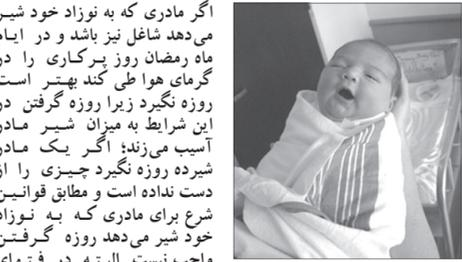 اگر مادری که به نوزاد خود شیر
می‌دهد شاغل نیز باشد و در ایام
ماه رمضان روز پرکاری را در
گرمای هوا طی کند بهتر است
روزه نگیرد زیرا روزه گرفتن در
این شرایط به میزان شیر مادر
آسیب می‌زند؛ اگر یک مادر
شیرده روزه نگیرد چیزی را از
دست نداده است و مطابق قوانین
شرع برای مادری که به نوزاد
خود شیر می‌دهد روزه گرفتن
واجب نیست. البته در